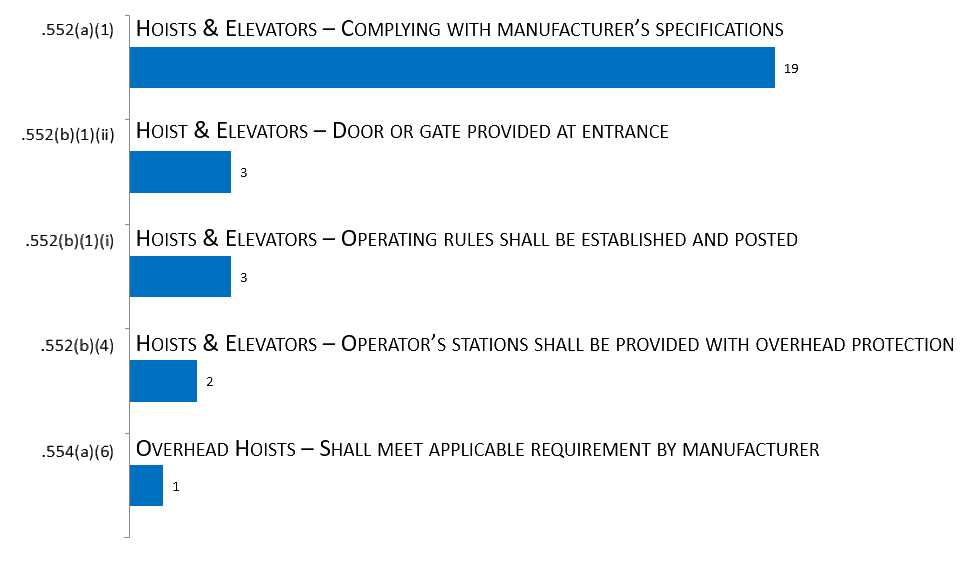 .552(a)(1) Hoists & Elevators – Complying with manufacturer's specifications
19
.552(b)(1)(ii) Hoist & Elevators – Door or gate provided at entrance
3
.552(b)(1)(i) Hoists & Elevators – Operating rules shall be established and posted
3
.552(b)(4) Hoists & Elevators – Operator's stations shall be provided with overhead protection
2
.554(a)(6) Overhead Hoists – Shall meet applicable requirement by manufacturer
1